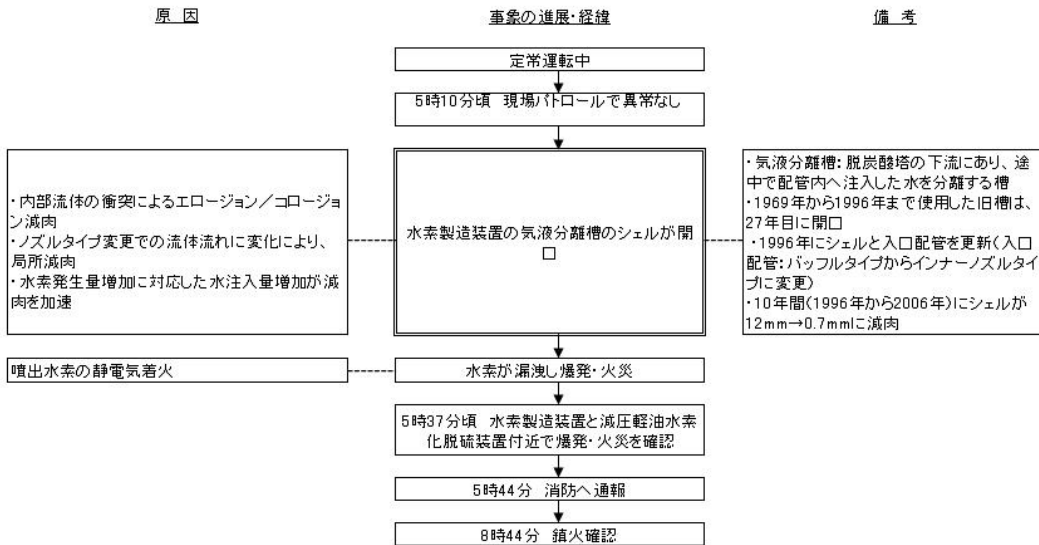 原 因
事象の進展・経緯
備 考
定常運転中
5時10分頃 現場パトロールで異常なし
・内部流体の衝突によるエロージョン/コロージョ
ン減肉
・ノズルタイプ変更での流体流れに変化により、
局所減肉
・水素発生量増加に対応した水注入量増加が減
肉を加速
水素製造装置の気液分離槽のシェルが開
口
・気液分離槽:脱炭酸塔の下流にあり、途
中で配管内へ注入した水を分離する槽
・1969年から1996年まで使用した旧槽は、
27年目に開口
・1996年にシェルと入口配管を更新(入口
配管:バッフルタイプからインナーノズルタイ
プに変更)
・10年間(1996年から2006年)にシェルが
12mm→0.7mmに減肉
噴出水素の静電気着火
水素が漏洩し爆発・火災
5時37分頃 水素製造装置と減圧軽油水素
化脱硫装置付近で爆発・火災を確認
5時44分 消防へ通報
8時44分 鎮火確認